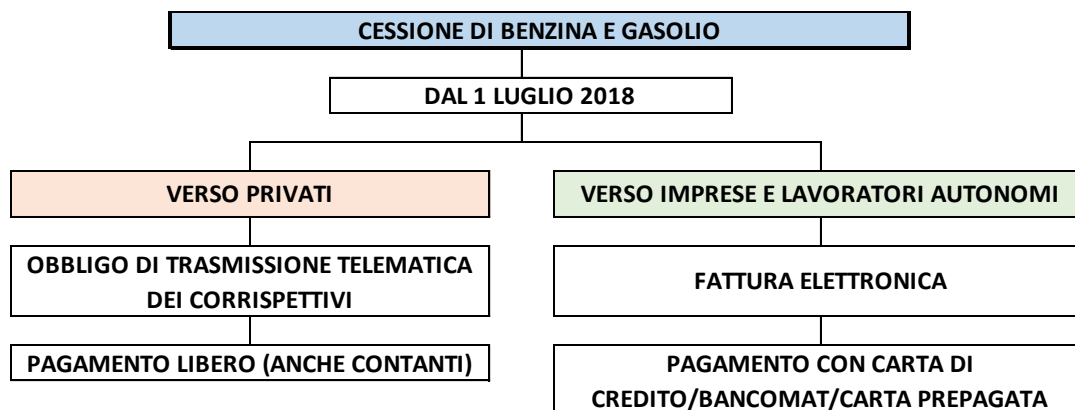 CESSIONE DI BENZINA E GASOLIO
DAL 1 LUGLIO 2018
VERSO PRIVATI
OBBLIGO DI TRASMISSIONE TELEMATICA
DEI CORRISPETTIVI
PAGAMENTO LIBERO (ANCHE CONTANTI)
VERSO IMPRESE E LAVORATORI AUTONOMI
FATTURA ELETTRONICA
PAGAMENTO CON CARTA DI
CREDITO/BANCOMAT/CARTA PREPAGATA